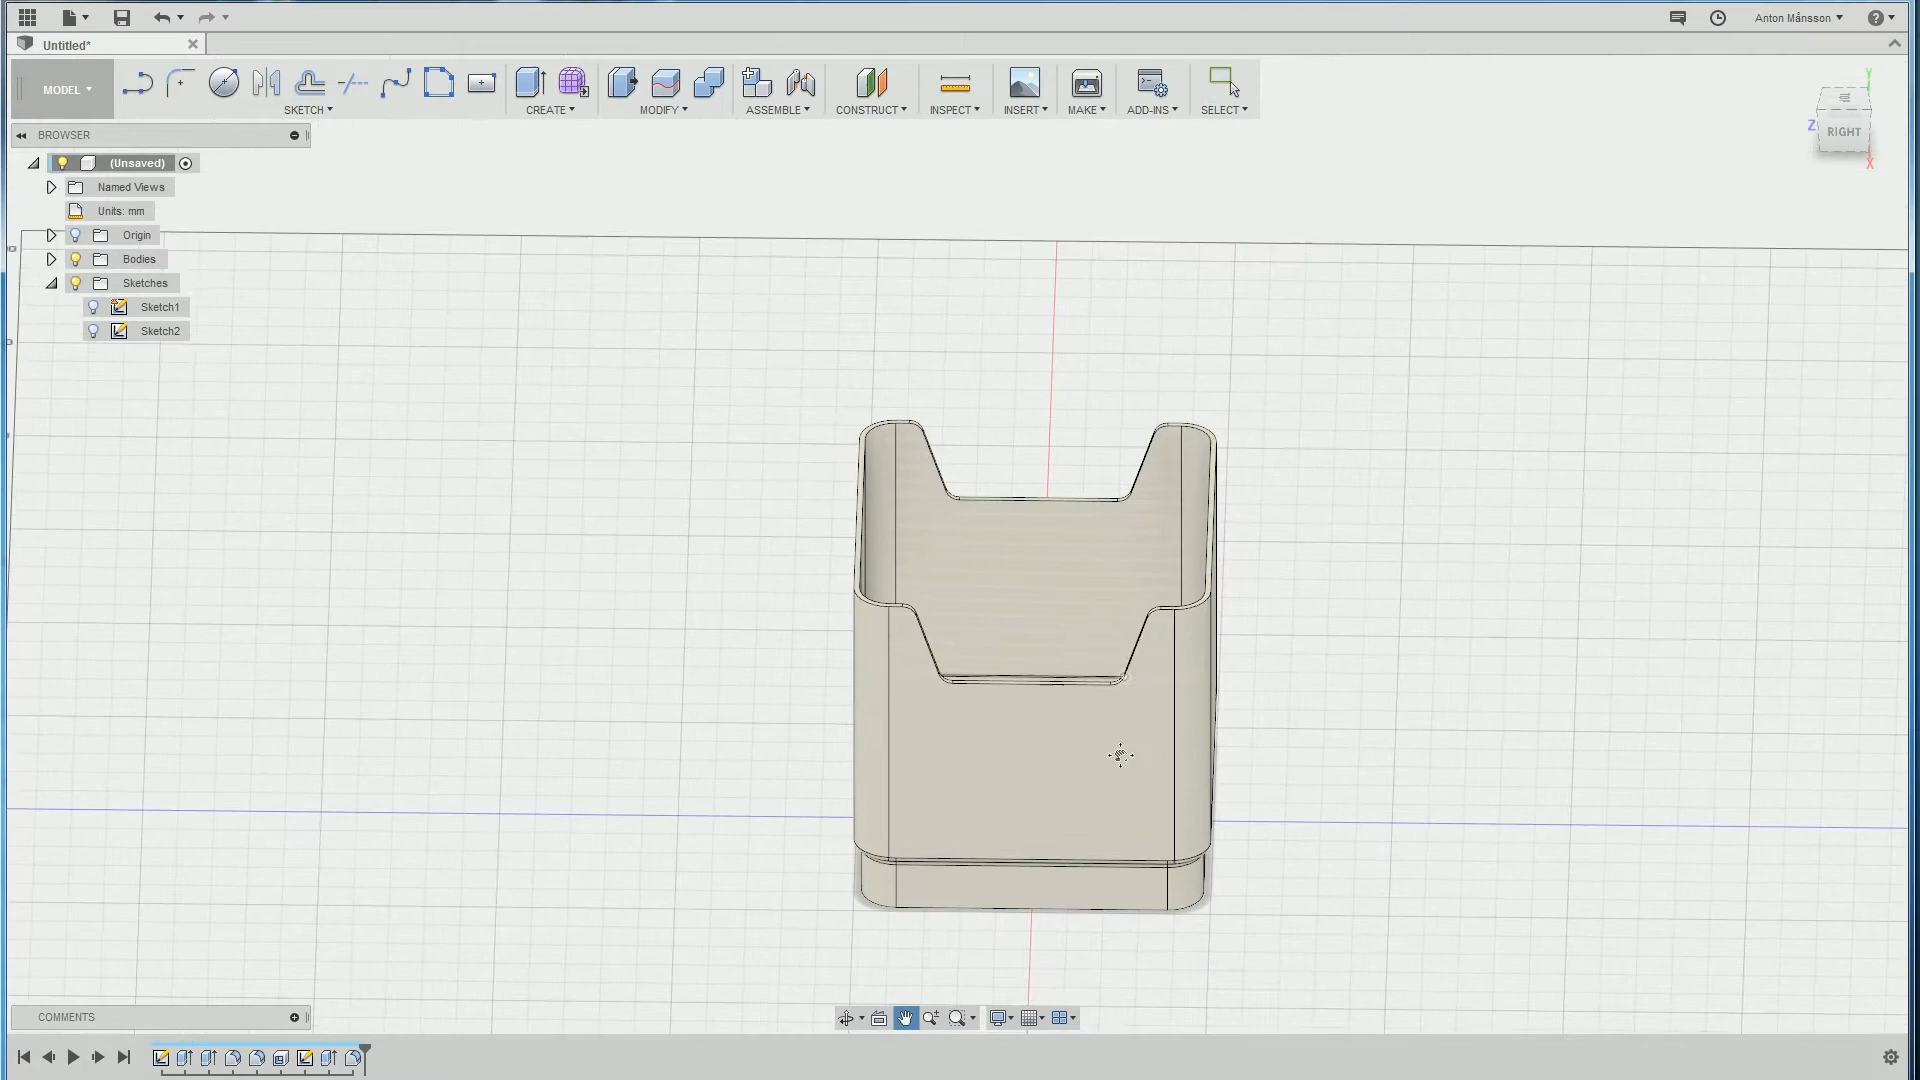 Anton Månsson
Untitled*
MODEL
SKETCH
CREATE
MODIFY
ASSEMBLE
CONSTRUCT
INSPECT
INSERT
MAKE
ADD-INS
SELECT
Y
Z
RIGHT
X
BROWSER
(Unsaved)
Named Views
Units: mm
Origin
Bodies
Sketches
Sketch1
Sketch2
COMMENTS